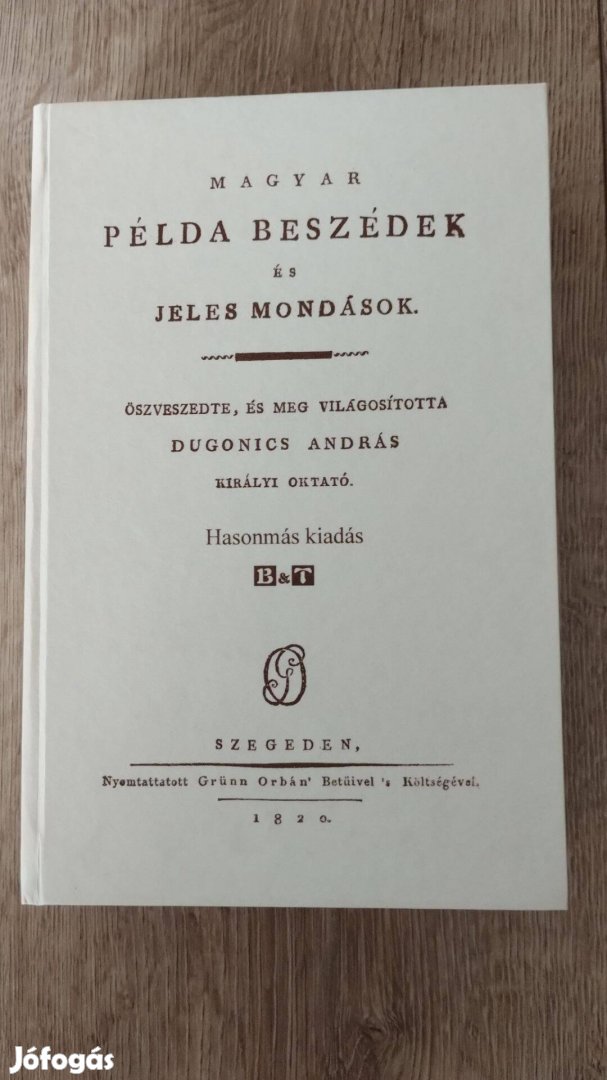 MAGYAR
PÉLDA BESZÉDEK
ÉS
JELES MONDÁSOK.
ÖSZVESZEDTE, ÉS MEG VILÁGOSÍTOTTA
DUGONICS ANDRÁS
KIRÁLYI OKTATÓ.
Hasonmás kiadás
B&T
SZEGEDEN,
Nyomtattatott Grünn Orbán' Betűivel 's Költségével.
1820.
Jófogás